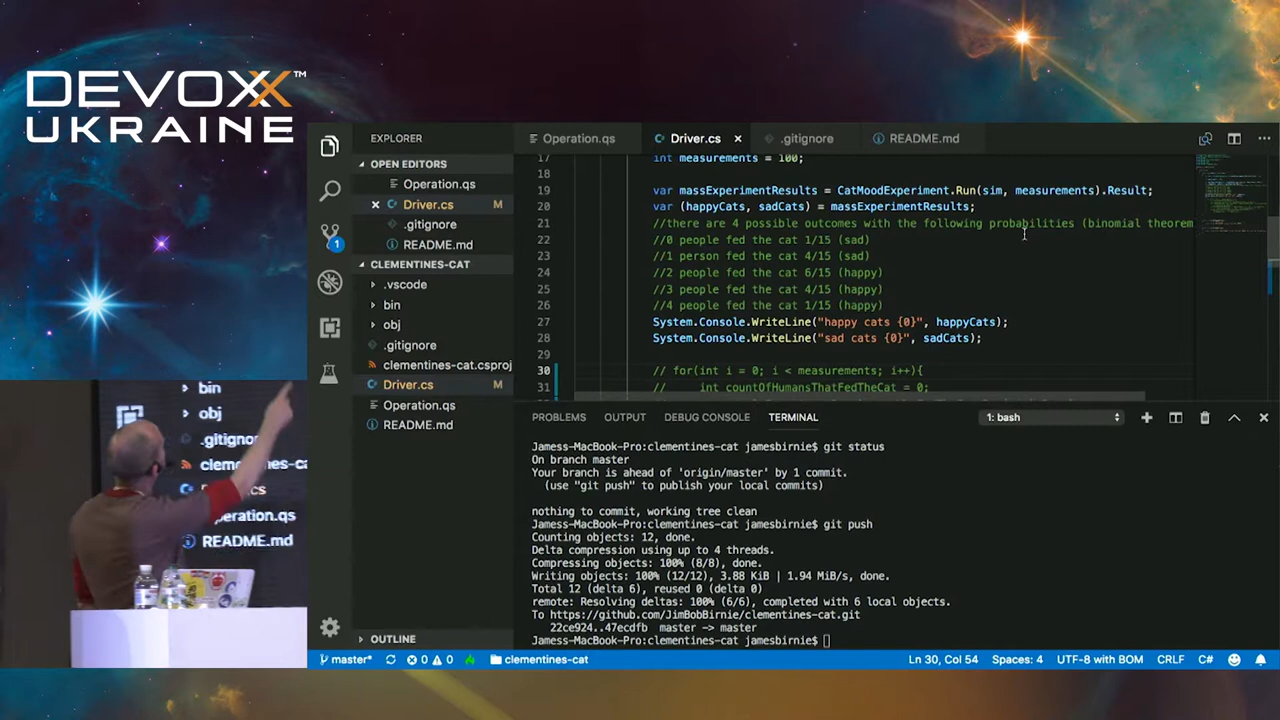 DEVOXX™
UKRAINE
EXPLORER
OPEN EDITORS
Operation.qs
Driver.cs M
.gitignore
README.md
CLEMENTINES-CAT
.vscode
bin
obj
.gitignore
clementines-cat.csproj
Driver.cs M
Operation.qs
README.md
OUTLINE
1
Operation.qs Driver.cs .gitignore README.md
17 int measurements = 100;
18
19 var massExperimentResults = CatMoodExperiment.Run(sim, measurements).Result;
20 var (happyCats, sadCats) = massExperimentResults;
21 //there are 4 possible outcomes with the following probabilities (binomial theorem
22 //0 people fed the cat 1/15 (sad)
23 //1 person fed the cat 4/15 (sad)
24 //2 people fed the cat 6/15 (happy)
25 //3 people fed the cat 4/15 (happy)
26 //4 people fed the cat 1/15 (happy)
27 System.Console.WriteLine("happy cats {0}", happyCats);
28 System.Console.WriteLine("sad cats {0}", sadCats);
29
30 // for(int i = 0; i < measurements; i++){
31 // int countOfHumansThatFedTheCat = 0;
PROBLEMS OUTPUT DEBUG CONSOLE TERMINAL 1: bash
Jamess-MacBook-Pro:clementines-cat jamesbirnie$ git status
On branch master
Your branch is ahead of 'origin/master' by 1 commit.
(use "git push" to publish your local commits)
nothing to commit, working tree clean
Jamess-MacBook-Pro:clementines-cat jamesbirnie$ git push
Counting objects: 12, done.
Delta compression using up to 4 threads.
Compressing objects: 100% (8/8), done.
Writing objects: 100% (12/12), 3.88 KiB | 1.94 MiB/s, done.
Total 12 (delta 6), reused 0 (delta 0)
remote: Resolving deltas: 100% (6/6), completed with 6 local objects.
To https://github.com/JimBobBirnie/clementines-cat.git
22ce924..47ecdfb master -> master
Jamess-MacBook-Pro:clementines-cat jamesbirnie$
master* 0 0 clementines-cat Ln 30, Col 54 Spaces: 4 UTF-8 with BOM CRLF C#
bin
obj
.gitigno
cleme ines-ca
.cs
peration.qs
README.md